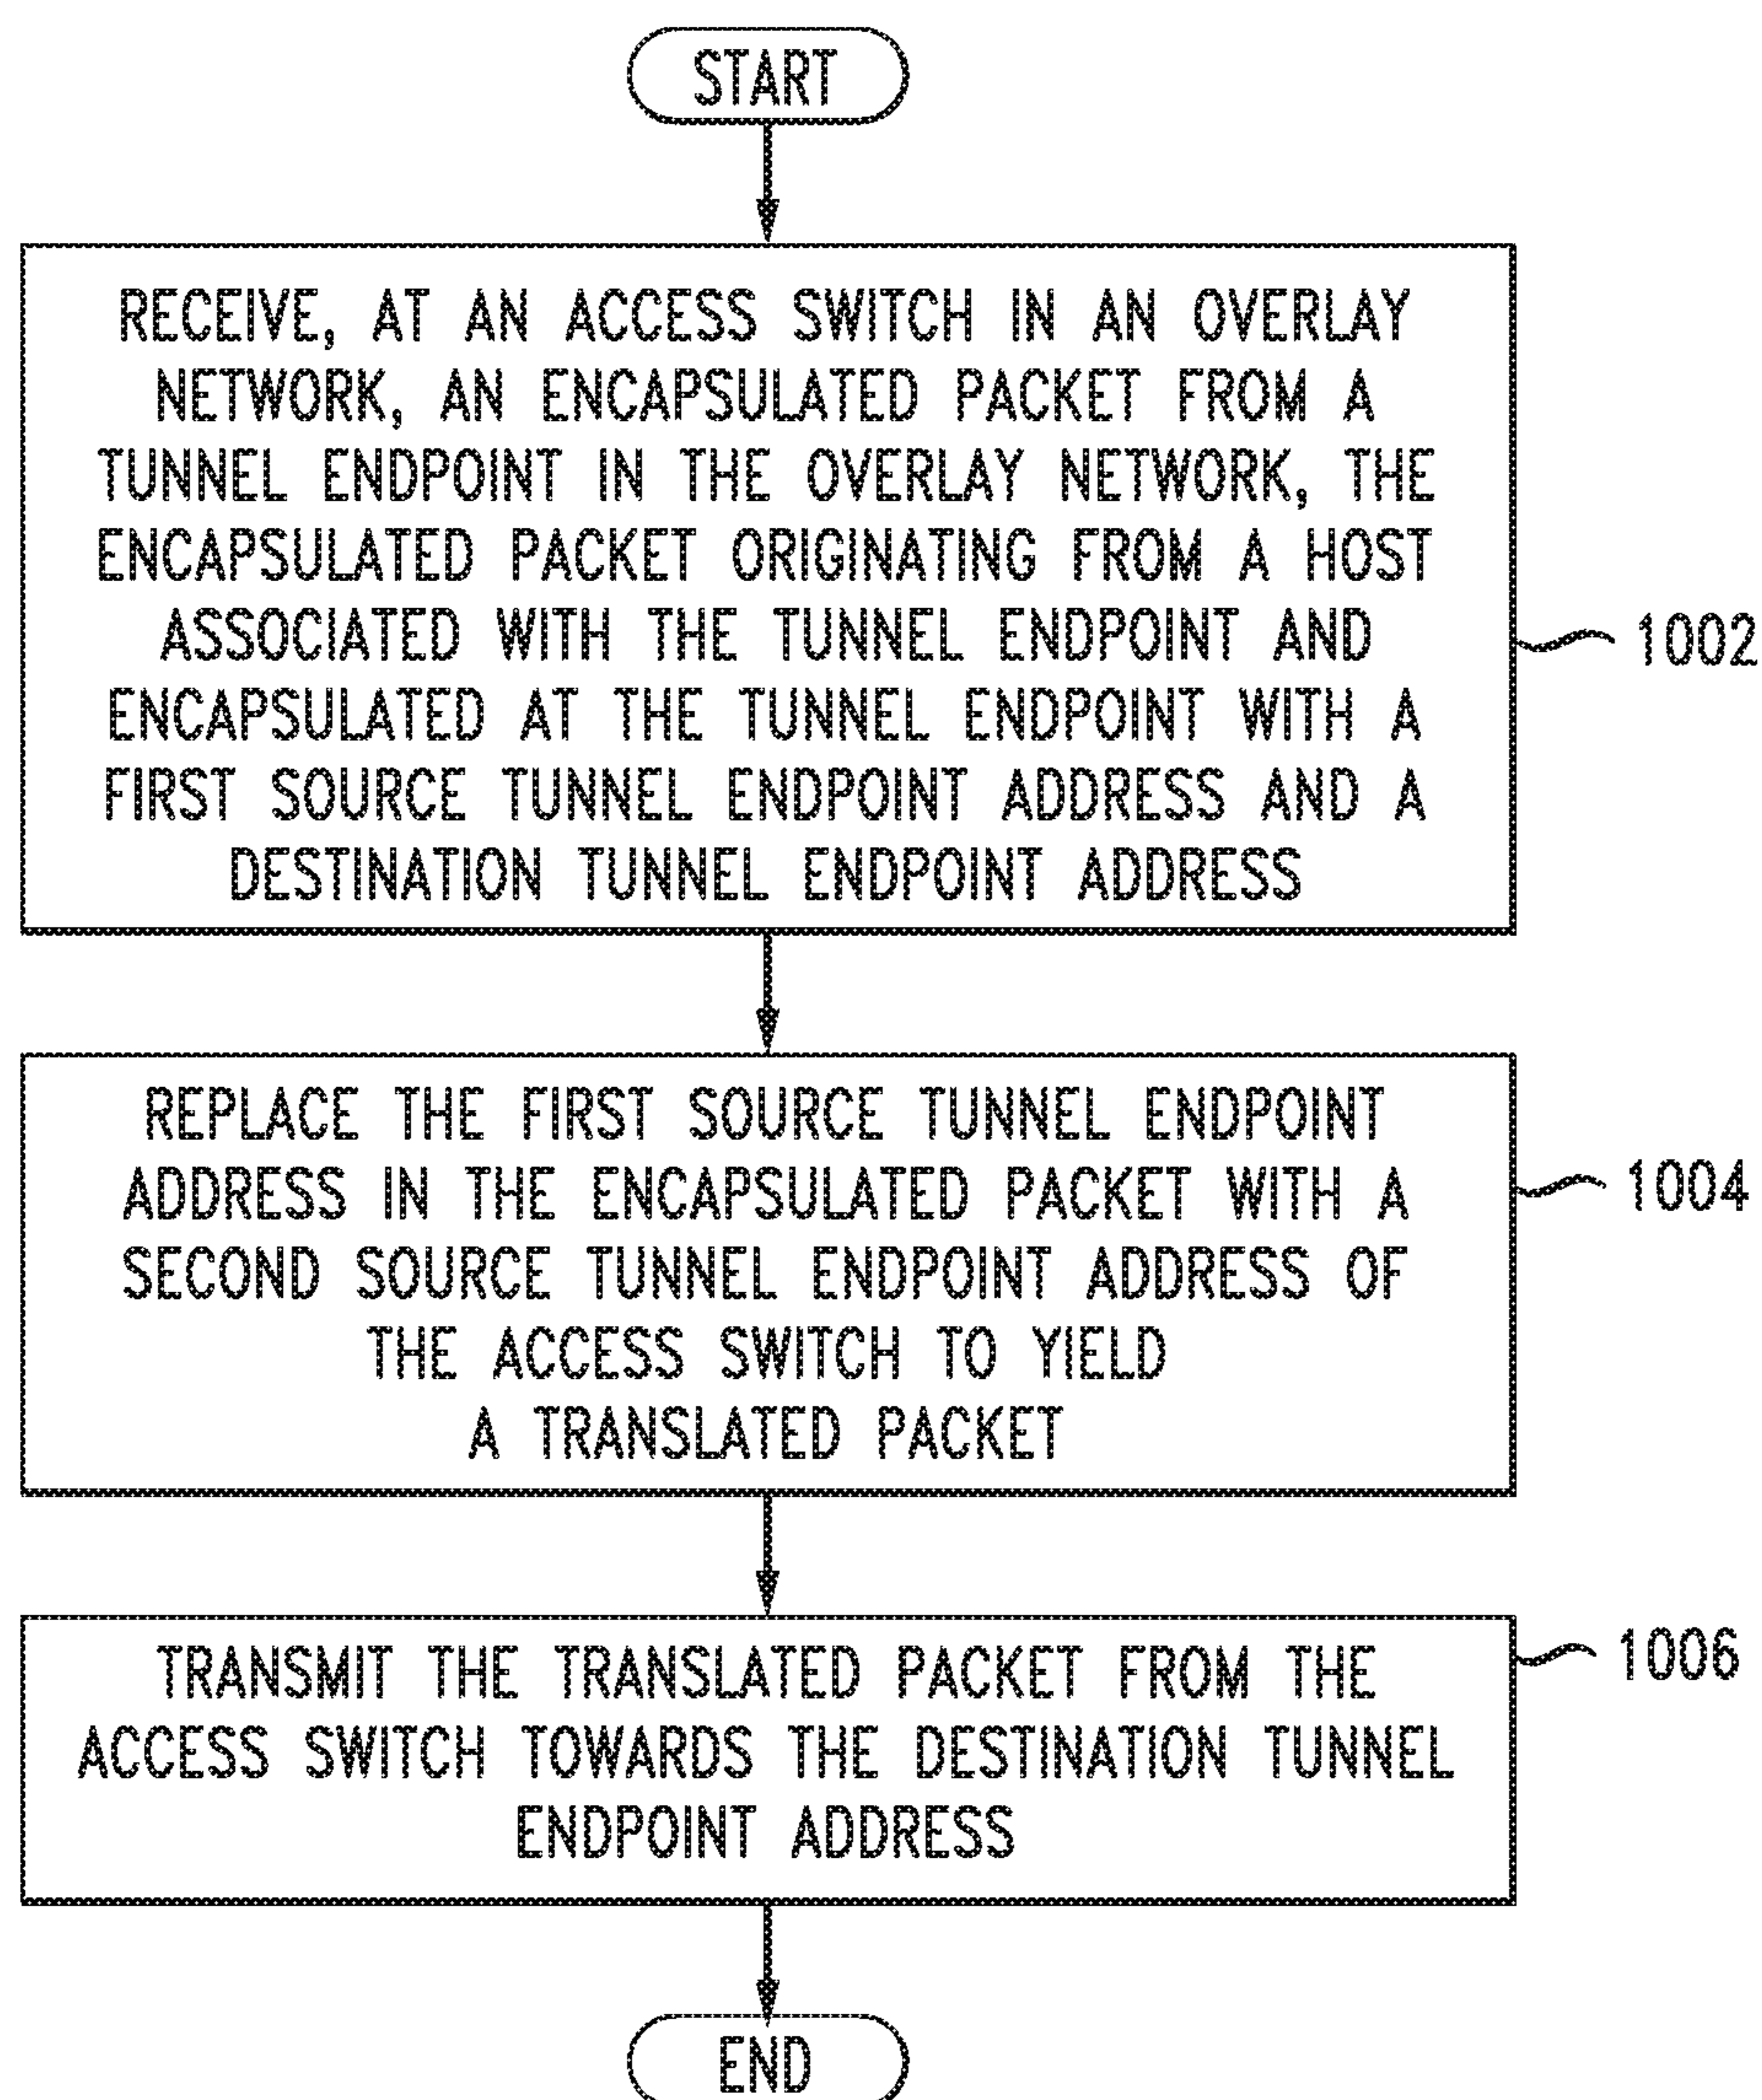 START
RECEIVE, AT AN ACCESS SWITCH IN AN OVERLAY
NETWORK, AN ENCAPSULATED PACKET FROM A
TUNNEL ENDPOINT IN THE OVERLAY NETWORK, THE
ENCAPSULATED PACKET ORIGINATING FROM A HOST
ASSOCIATED WITH THE TUNNEL ENDPOINT AND
ENCAPSULATED AT THE TUNNEL ENDPOINT WITH A
FIRST SOURCE TUNNEL ENDPOINT ADDRESS AND A
DESTINATION TUNNEL ENDPOINT ADDRESS
1002
REPLACE THE FIRST SOURCE TUNNEL ENDPOINT
ADDRESS IN THE ENCAPSULATED PACKET WITH A
SECOND SOURCE TUNNEL ENDPOINT ADDRESS OF
THE ACCESS SWITCH TO YIELD
A TRANSLATED PACKET
1004
TRANSMIT THE TRANSLATED PACKET FROM THE
ACCESS SWITCH TOWARDS THE DESTINATION TUNNEL
ENDPOINT ADDRESS
1006
END